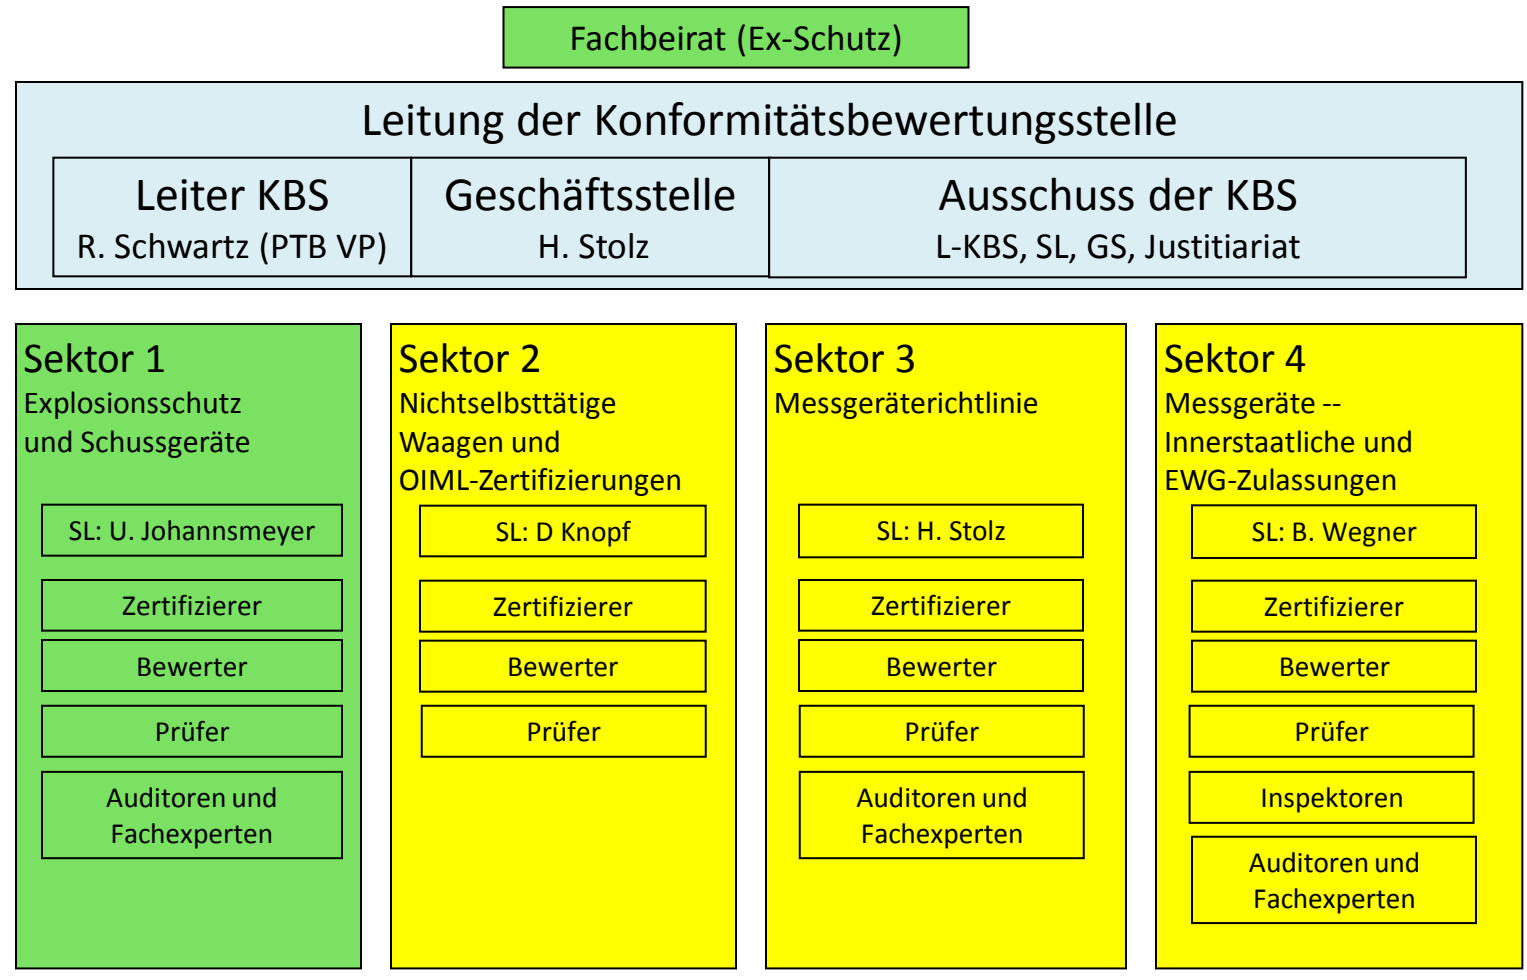 Fachbeirat (Ex-Schutz)
Leitung der Konformitätsbewertungsstelle
Leiter KBS
R. Schwartz (PTB VP)
Geschäftsstelle
H. Stolz
Ausschuss der KBS
L-KBS, SL, GS, Justitiariat
Sektor 1
Explosionsschutz
und Schussgeräte
SL: U. Johannsmeyer
Zertifizierer
Bewerter
Prüfer
Auditoren und
Fachexperten
Sektor 2
Nichtselbsttätige
Waagen und
OIML-Zertifizierungen
SL: D Knopf
Zertifizierer
Bewerter
Prüfer
Sektor 3
Messgeräterichtlinie
SL: H. Stolz
Zertifizierer
Bewerter
Prüfer
Auditoren und
Fachexperten
Sektor 4
Messgeräte --
Innerstaatliche und
EWG-Zulassungen
SL: B. Wegner
Zertifizierer
Bewerter
Prüfer
Inspektoren
Auditoren und
Fachexperten